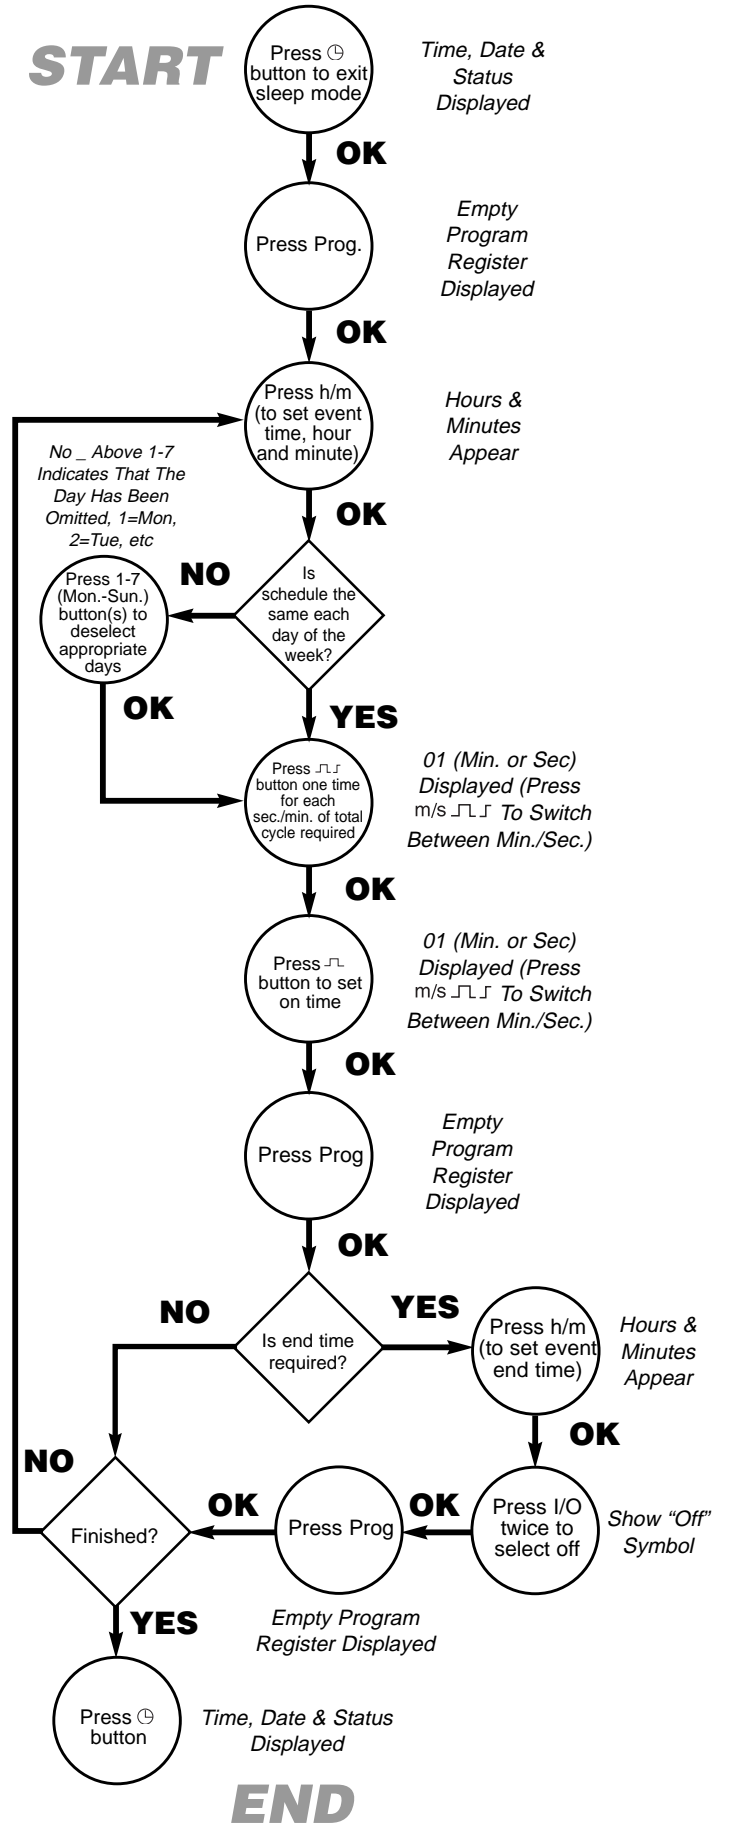 START
Press
button to exit
sleep mode
Time, Date &
Status
Displayed
OK
Press Prog.
Empty
Program
Register
Displayed
OK
Press h/m
(to set event
time, hour
and minute)
Hours &
Minutes
Appear
No _ Above 1-7
Indicates That The
Day Has Been
Omitted, 1=Mon,
2=Tue, etc
OK
Is
schedule the
same each
day of the
week?
NO
Press 1-7
(Mon.-Sun.)
button(s) to
deselect
appropriate
days
OK
YES
Press
button one time
for each
sec./min. of total
cycle required
01 (Min. or Sec)
Displayed (Press
m/s To Switch
Between Min./Sec.)
OK
Press
button to set
on time
01 (Min. or Sec)
Displayed (Press
m/s To Switch
Between Min./Sec.)
OK
Press Prog
Empty
Program
Register
Displayed
OK
Is end time
required?
NO
YES
Press h/m
(to set event
end time)
Hours &
Minutes
Appear
OK
Press I/O
twice to
select off
Show “Off”
Symbol
OK
Press Prog
Empty Program
Register Displayed
OK
Finished?
NO
YES
Press
button
Time, Date & Status
Displayed
END